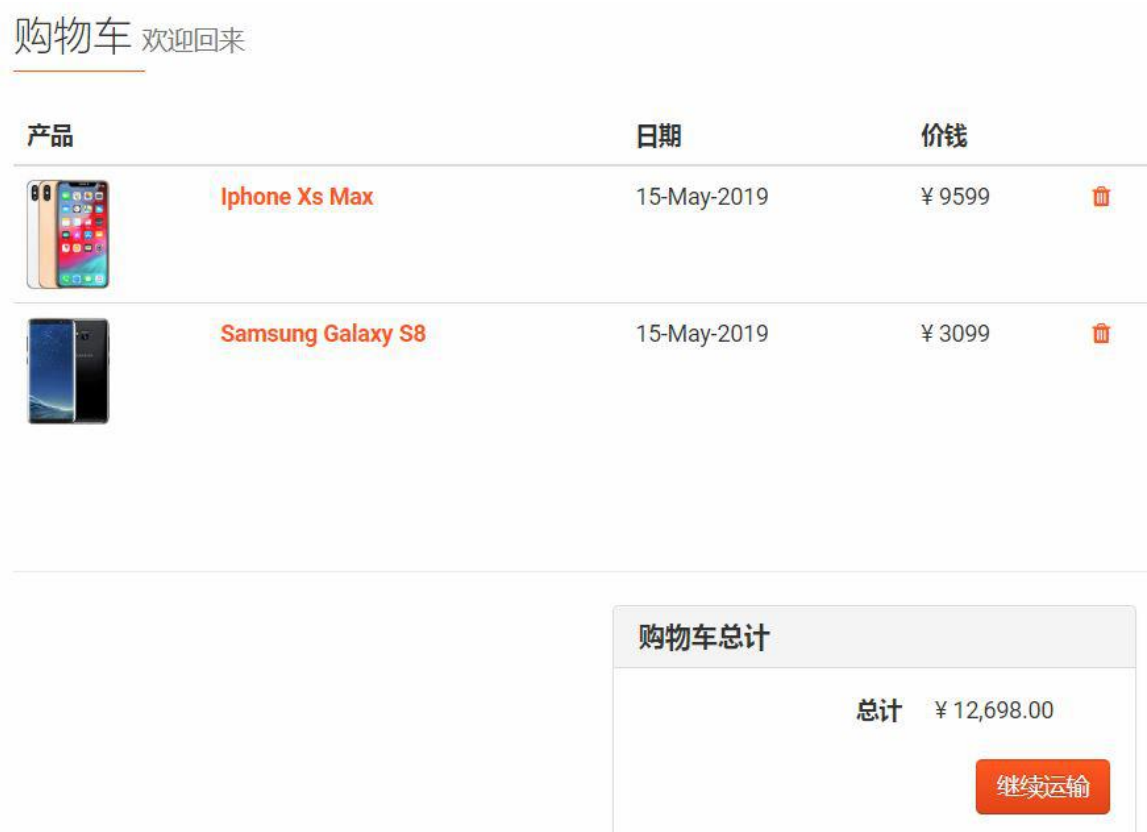 购物车 欢迎回来
产品 日期 价钱
Iphone Xs Max 15-May-2019 ¥ 9599
Samsung Galaxy S8 15-May-2019 ¥ 3099
购物车总计
总计 ¥ 12,698.00
继续运输